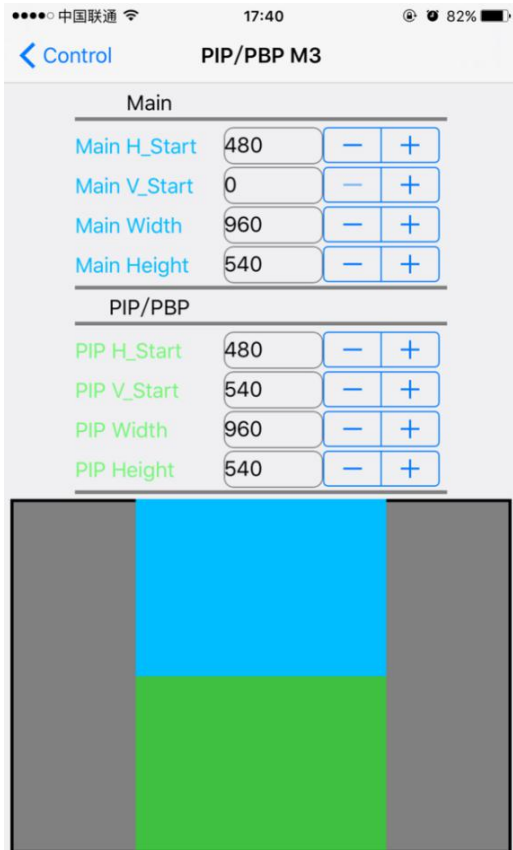 中国联通 17:40 82%
Control PIP/PBP M3
Main
Main H_Start 480 − +
Main V_Start 0 − +
Main Width 960 − +
Main Height 540 − +
PIP/PBP
PIP H_Start 480 − +
PIP V_Start 540 − +
PIP Width 960 − +
PIP Height 540 − +